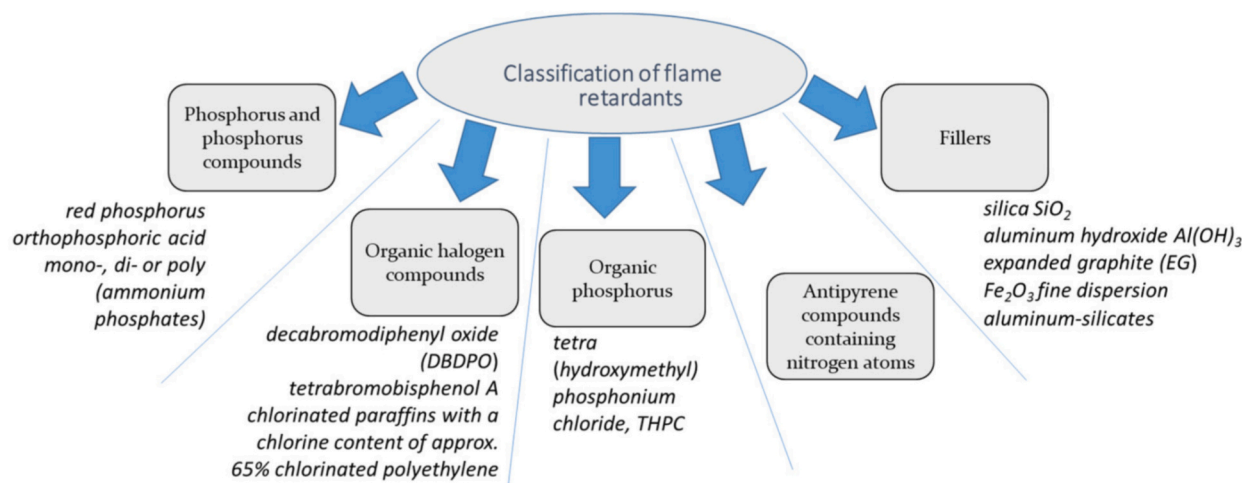 Classification of flame
retardants
Phosphorus and
phosphorus
compounds
red phosphorus
orthophosphoric acid
mono-, di- or poly
(ammonium
phosphates)
Organic halogen
compounds
decabromodiphenyl oxide
(DBDPO)
tetrabromobisphenol A
chlorinated paraffins with a
chlorine content of approx.
65% chlorinated polyethylene
Organic
phosphorus
tetra
(hydroxymethyl)
phosphonium
chloride, THPC
Antipyrene
compounds
containing
nitrogen atoms
Fillers
silica SiO₂
aluminum hydroxide Al(OH)₃
expanded graphite (EG)
Fe₂O₃ fine dispersion
aluminum-silicates